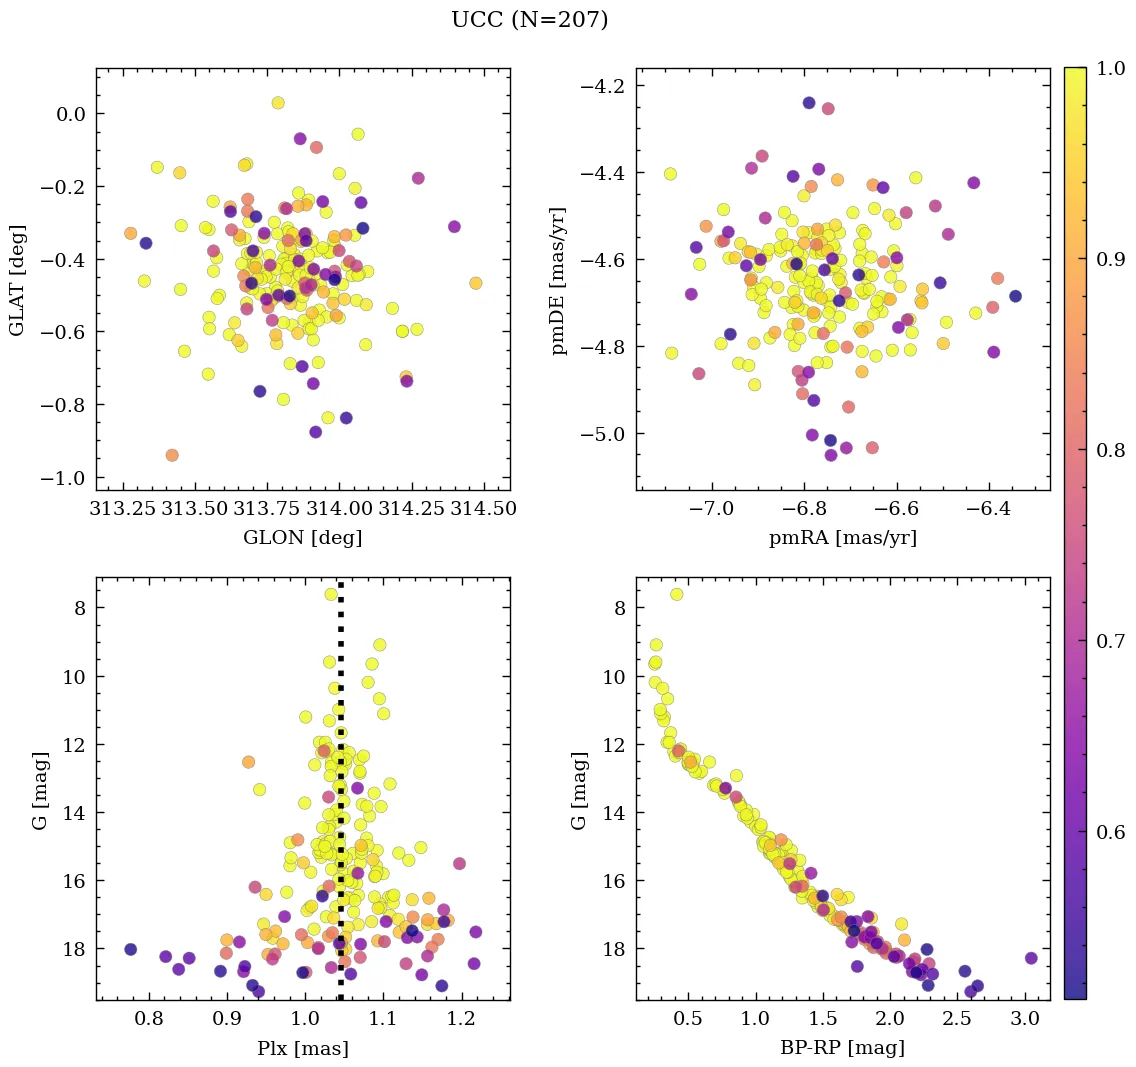 UCC (N=207)
0.0
−0.2
−0.4
−0.6
−0.8
−1.0
GLAT [deg]
313.25 313.50 313.75 314.00 314.25 314.50
GLON [deg]
−4.2
−4.4
−4.6
−4.8
−5.0
pmDE [mas/yr]
−7.0 −6.8 −6.6 −6.4
pmRA [mas/yr]
1.0
0.9
0.8
0.7
0.6
8
10
12
14
16
18
G [mag]
0.8 0.9 1.0 1.1 1.2
Plx [mas]
8
10
12
14
16
18
G [mag]
0.5 1.0 1.5 2.0 2.5 3.0
BP-RP [mag]